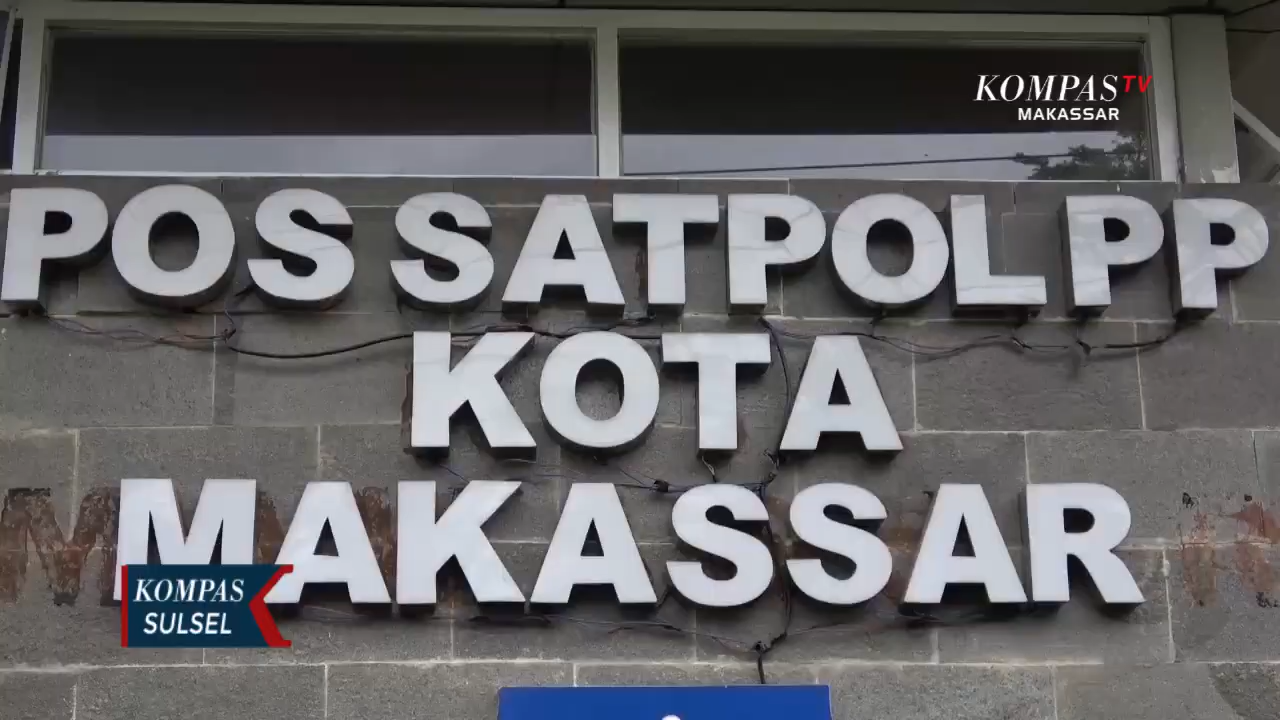 KOMPAS TV
MAKASSAR
POS SATPOL PP
KOTA
MAKASSAR
KOMPAS
SULSEL